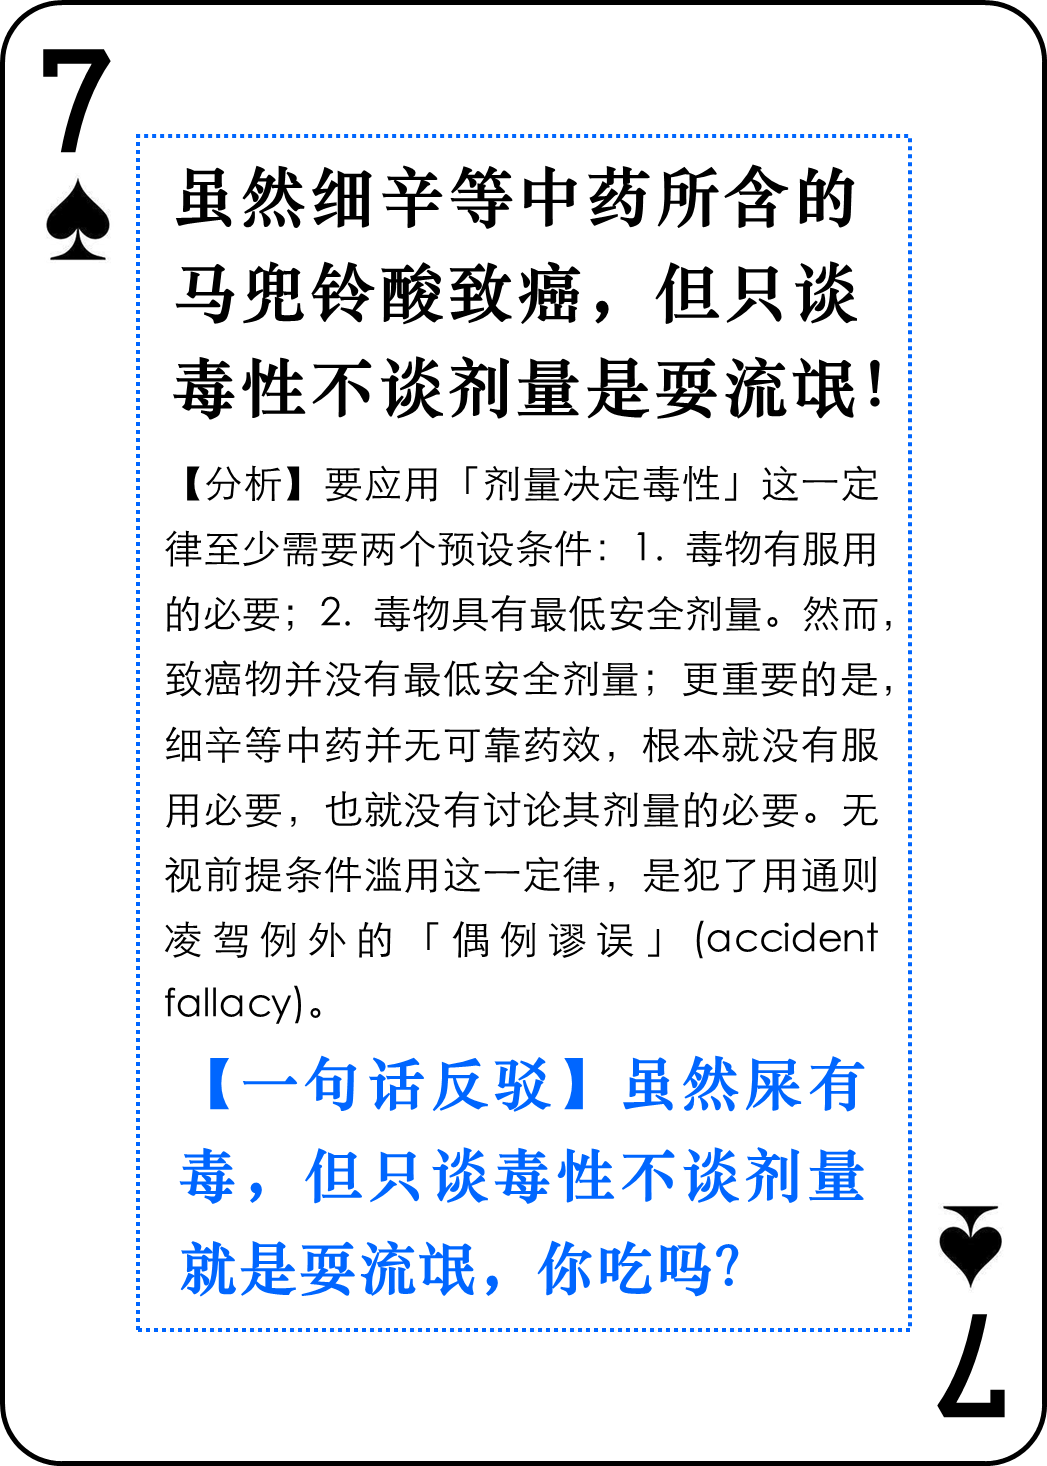 7
虽然细辛等中药所含的
马兜铃酸致癌，但只谈
毒性不谈剂量是耍流氓！
【分析】要应用「剂量决定毒性」这一定
律至少需要两个预设条件：1. 毒物有服用
的必要；2. 毒物具有最低安全剂量。然而，
致癌物并没有最低安全剂量；更重要的是，
细辛等中药并无可靠药效，根本就没有服
用必要，也就没有讨论其剂量的必要。无
视前提条件滥用这一定律，是犯了用通则
凌驾例外的「偶例谬误」(accident
fallacy)。
【一句话反驳】虽然屎有
毒，但只谈毒性不谈剂量
就是耍流氓，你吃吗？
7